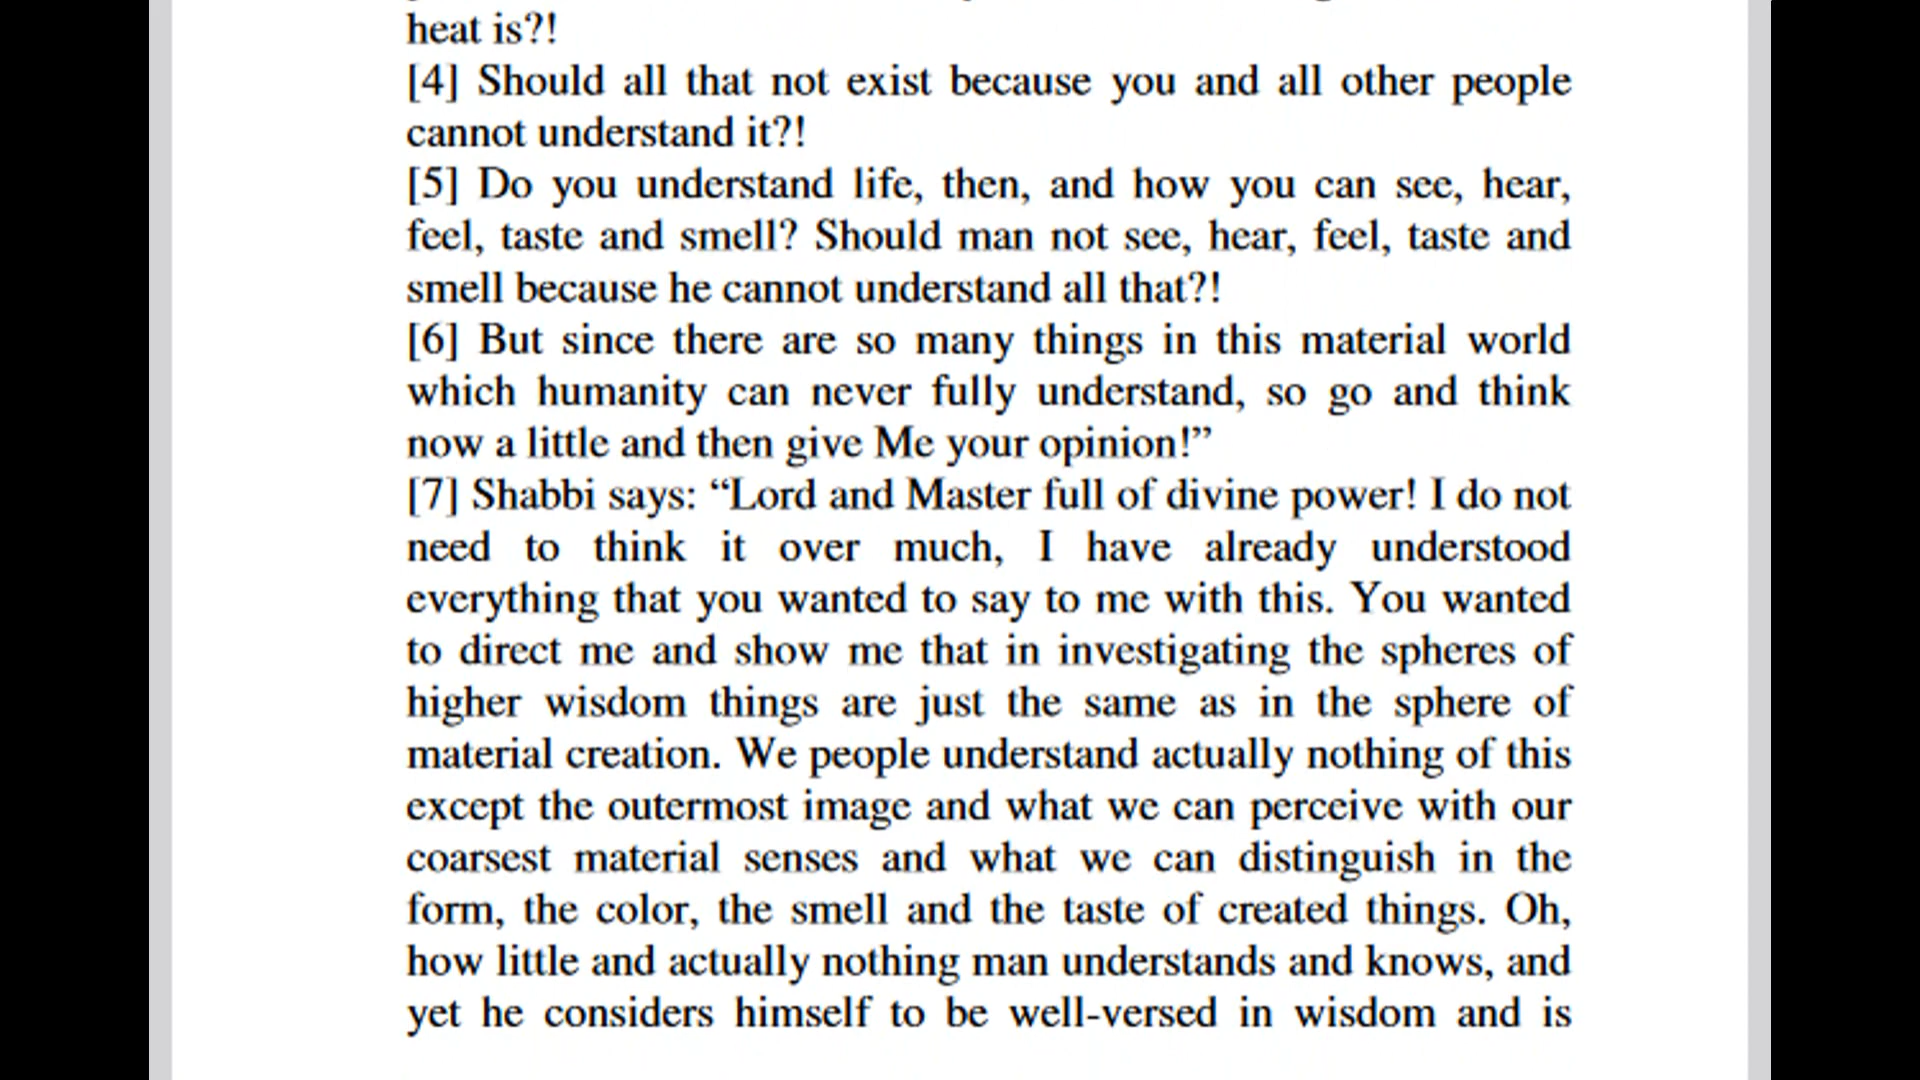 heat is?!
[4] Should all that not exist because you and all other people
cannot understand it?!
[5] Do you understand life, then, and how you can see, hear,
feel, taste and smell? Should man not see, hear, feel, taste and
smell because he cannot understand all that?!
[6] But since there are so many things in this material world
which humanity can never fully understand, so go and think
now a little and then give Me your opinion!”
[7] Shabbi says: “Lord and Master full of divine power! I do not
need to think it over much, I have already understood
everything that you wanted to say to me with this. You wanted
to direct me and show me that in investigating the spheres of
higher wisdom things are just the same as in the sphere of
material creation. We people understand actually nothing of this
except the outermost image and what we can perceive with our
coarsest material senses and what we can distinguish in the
form, the color, the smell and the taste of created things. Oh,
how little and actually nothing man understands and knows, and
yet he considers himself to be well-versed in wisdom and is